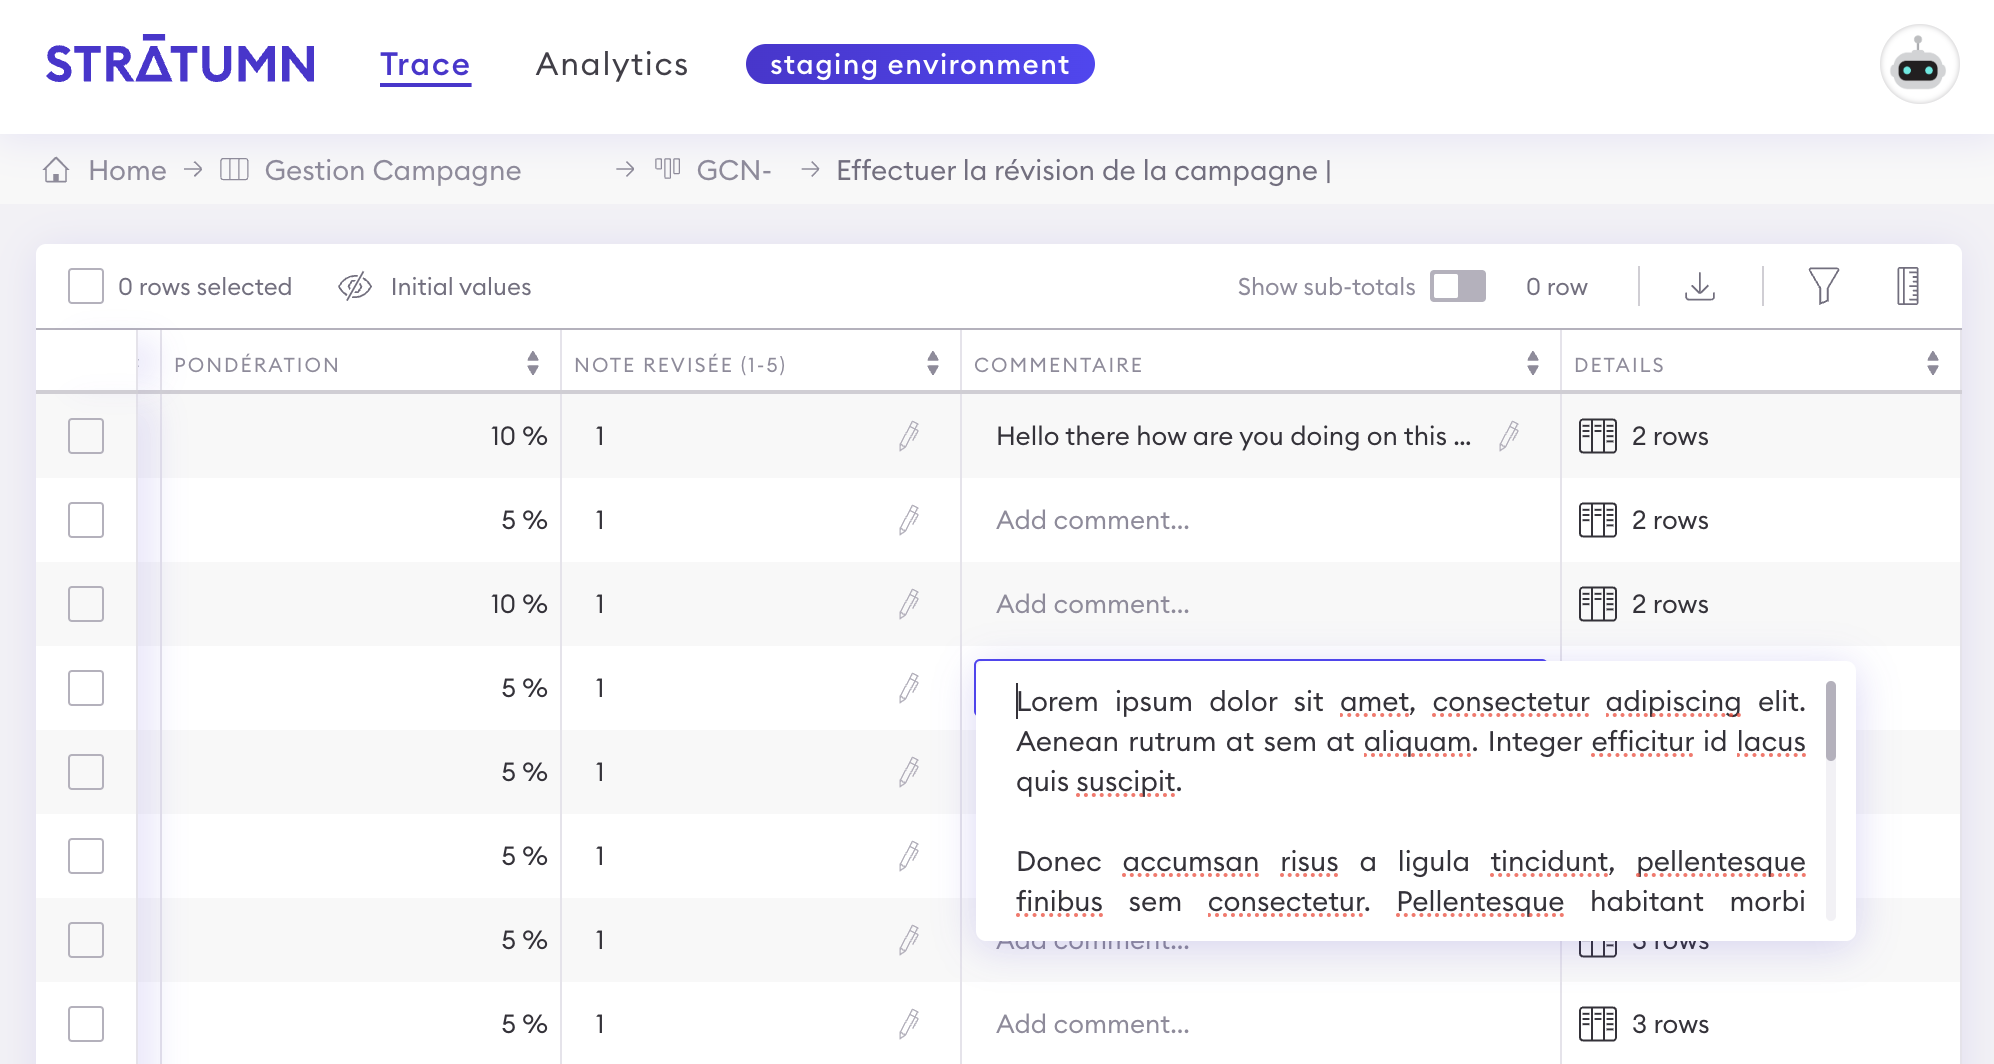 STRĀTUMN Trace Analytics staging environment
Home → Gestion Campagne → GCN- → Effectuer la révision de la campagne |
0 rows selected Initial values Show sub-totals 0 row
PONDÉRATION NOTE REVISÉE (1-5) COMMENTAIRE DETAILS
10 % 1 Hello there how are you doing on this ... 2 rows
5 % 1 Add comment... 2 rows
10 % 1 Add comment... 2 rows
5 % 1
Lorem ipsum dolor sit amet, consectetur adipiscing elit.
Aenean rutrum at sem at aliquam. Integer efficitur id lacus
quis suscipit.
Donec accumsan risus a ligula tincidunt, pellentesque
finibus sem consectetur. Pellentesque habitant morbi
5 % 1
5 % 1
5 % 1 Add comment... 3 rows
5 % 1 Add comment... 3 rows